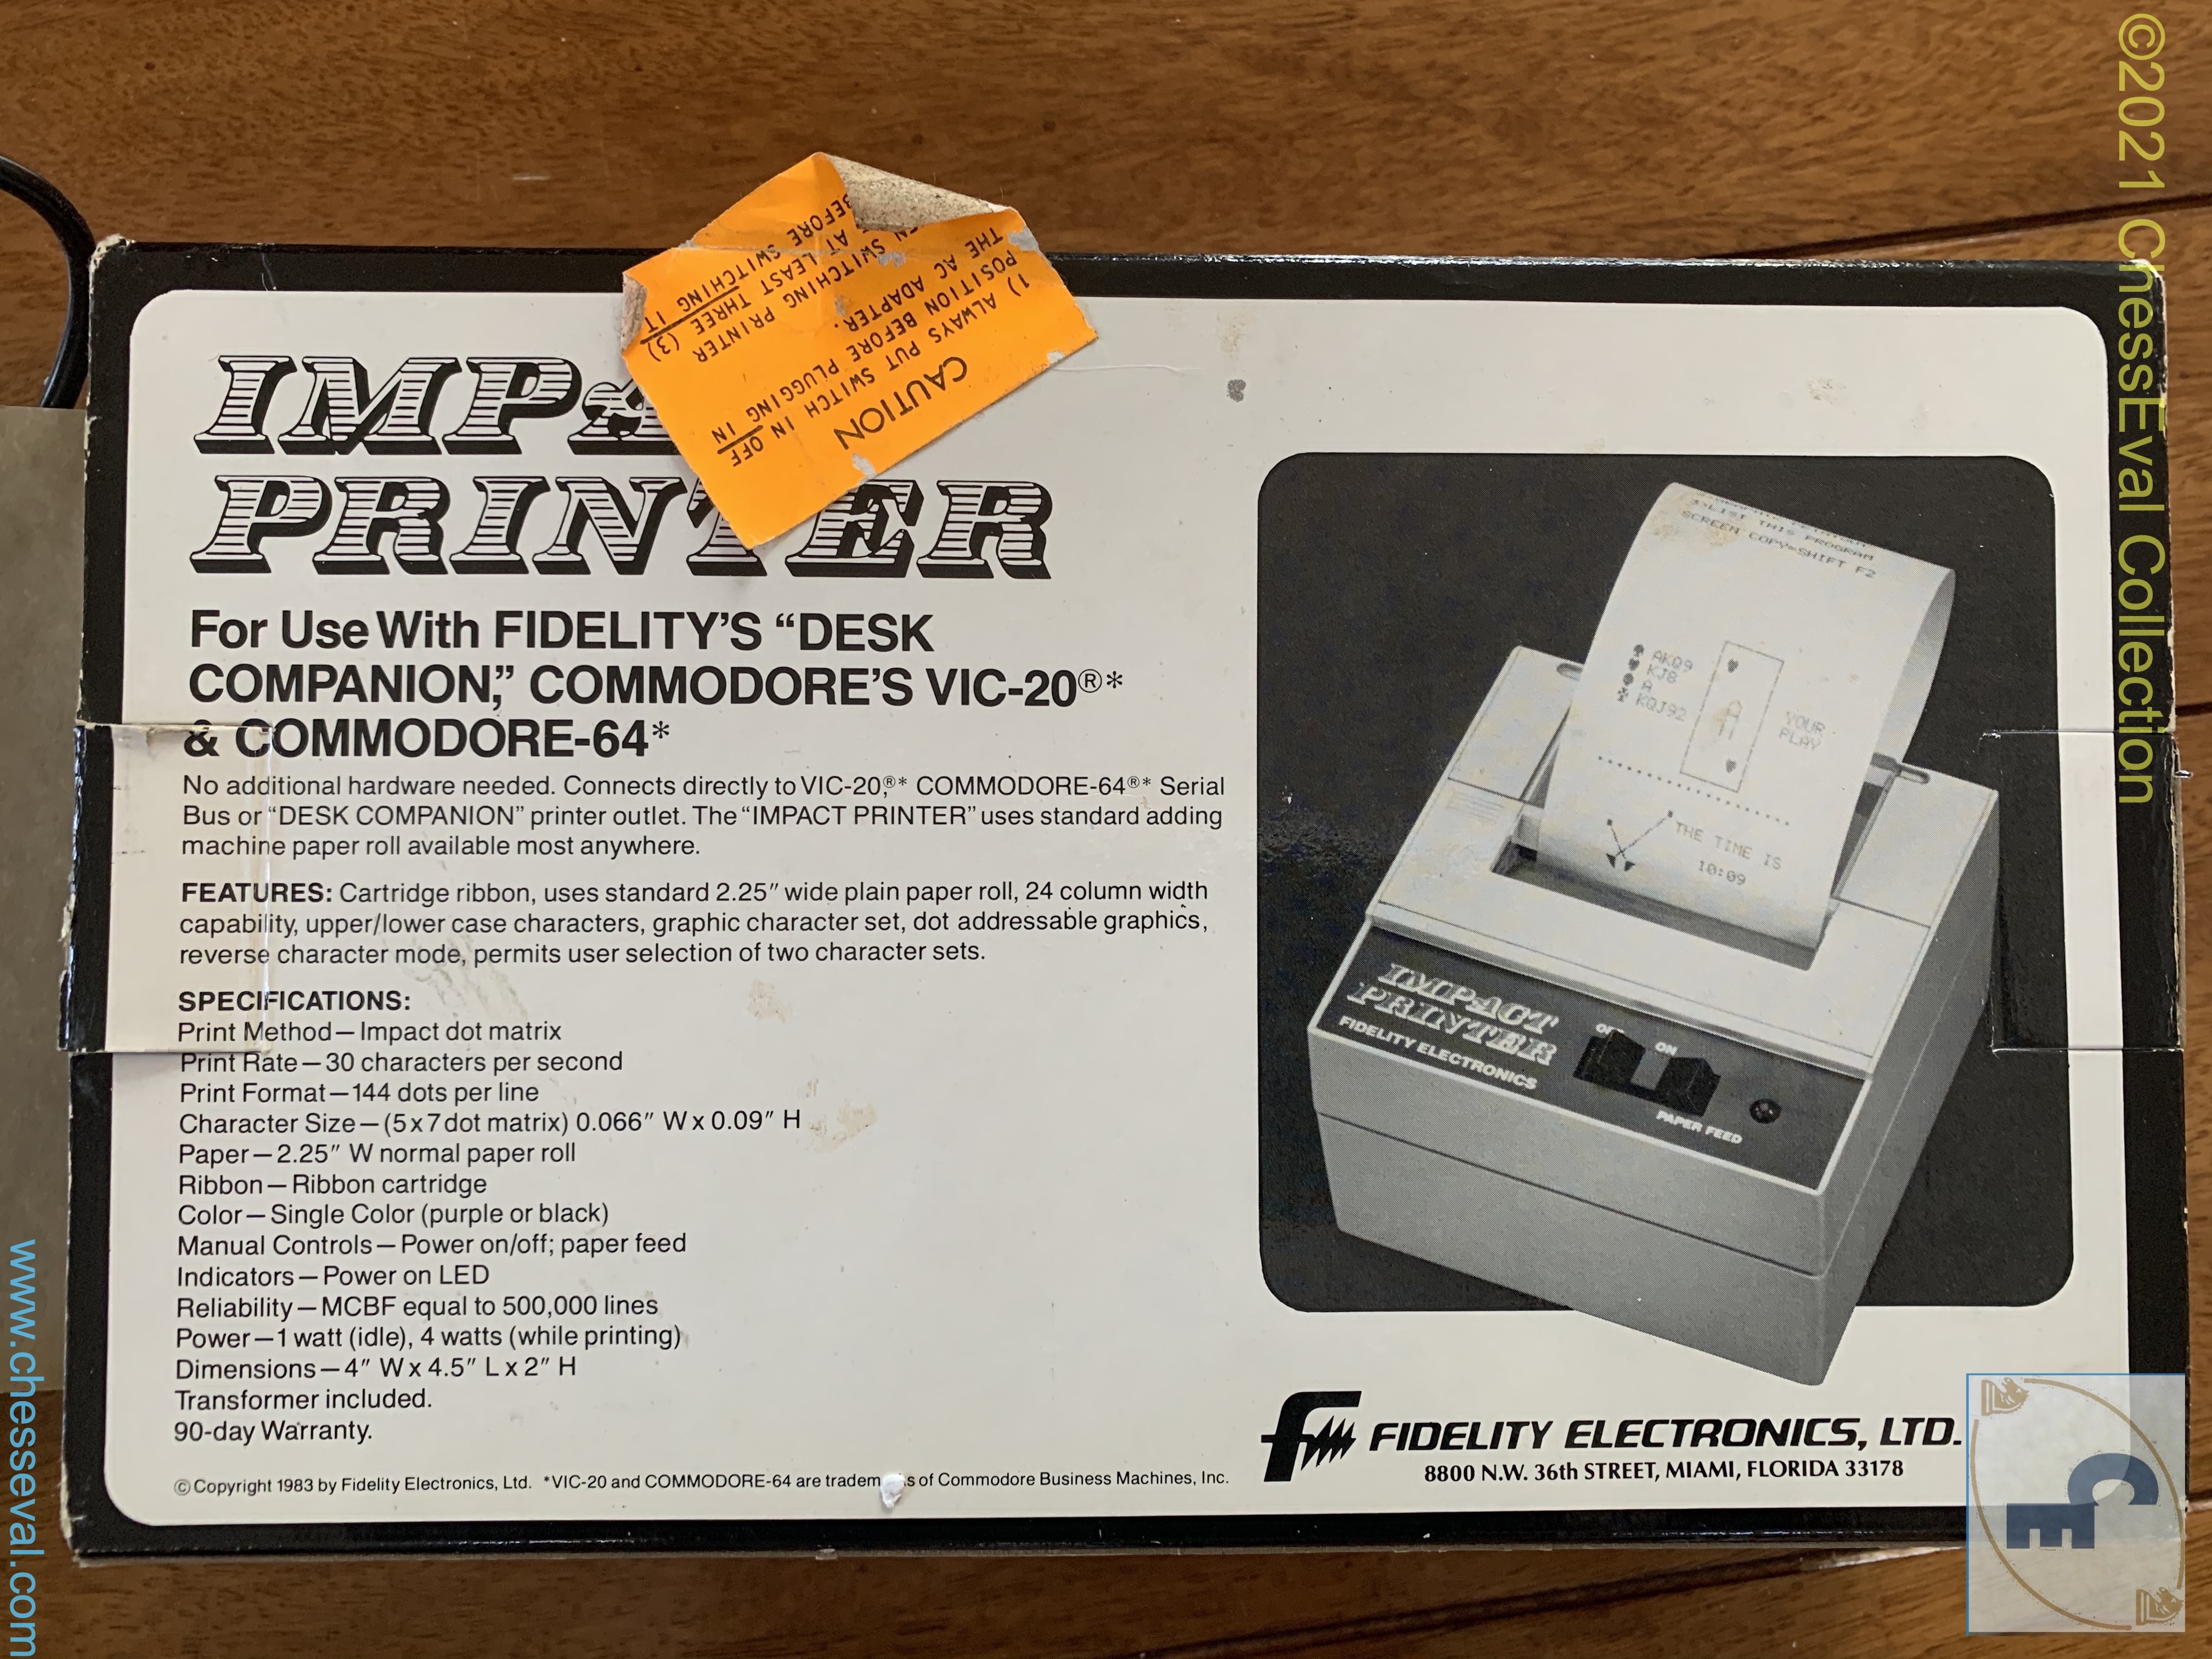 ©2021 ChessEval Collection
CAUTION
1) ALWAYS PUT SWITCH IN OFF
POSITION BEFORE PLUGGING IN
THE AC ADAPTER.
SWITCHING PRINTER
AT LEAST THREE (3)
BEFORE SWITCHING IT
IMPA
PRINTER
For Use With FIDELITY'S “DESK
COMPANION,” COMMODORE'S VIC-20®*
& COMMODORE-64*
No additional hardware needed. Connects directly to VIC-20,®* COMMODORE-64®* Serial
Bus or “DESK COMPANION” printer outlet. The “IMPACT PRINTER” uses standard adding
machine paper roll available most anywhere.
FEATURES: Cartridge ribbon, uses standard 2.25″ wide plain paper roll, 24 column width
capability, upper/lower case characters, graphic character set, dot addressable graphics,
reverse character mode, permits user selection of two character sets.
SPECIFICATIONS:
Print Method—Impact dot matrix
Print Rate—30 characters per second
Print Format—144 dots per line
Character Size—(5x7 dot matrix) 0.066″ W x 0.09″ H
Paper—2.25″ W normal paper roll
Ribbon—Ribbon cartridge
Color—Single Color (purple or black)
Manual Controls—Power on/off; paper feed
Indicators—Power on LED
Reliability—MCBF equal to 500,000 lines
Power—1 watt (idle), 4 watts (while printing)
Dimensions—4″ W x 4.5″ L x 2″ H
Transformer included.
90-day Warranty.
© Copyright 1983 by Fidelity Electronics, Ltd. *VIC-20 and COMMODORE-64 are of Commodore Business Machines, Inc.
LIST THIS PROGRAM
SCREEN COPY=SHIFT F2
♠ AKQ9
♥ KJ8
♦ A
♣ KQJ92
YOUR
PLAY
THE TIME IS
10:09
IMPACT
PRINTER
FIDELITY ELECTRONICS
ON
PAPER FEED
FIDELITY ELECTRONICS, LTD.
8800 N.W. 36th STREET, MIAMI, FLORIDA 33178
www.chesseval.com
CE